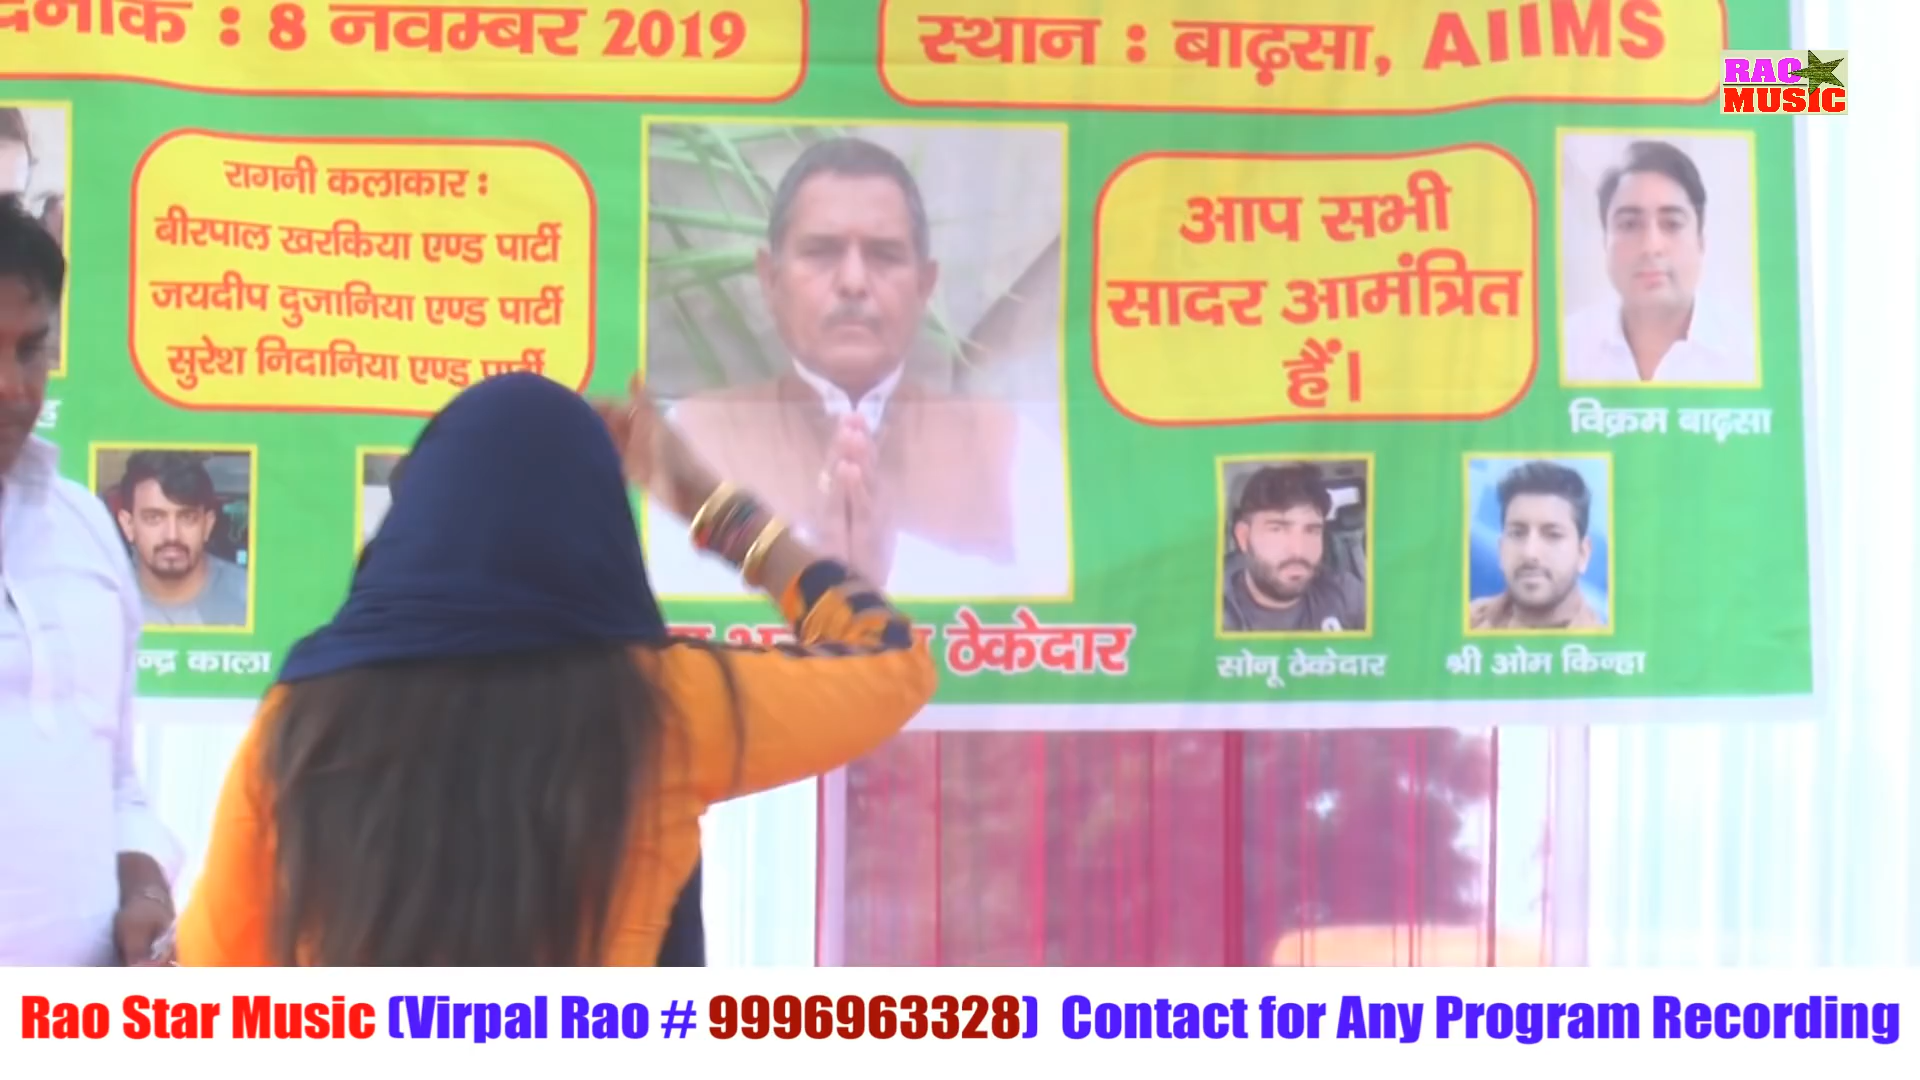 : 8 नवम्बर 2019
स्थान : बाढ़सा, AIIMS
RAO
MUSIC
रागनी कलाकार :
बीरपाल खरकिया एण्ड पार्टी
जयदीप दुजानिया एण्ड पार्टी
सुरेश निदानिया एण्ड पार्टी
आप सभी
सादर आमंत्रित
हैं।
विक्रम बाढ़सा
काला
ठेकेदार
सोनू ठेकेदार
श्री ओम किन्हा
Rao Star Music (Virpal Rao # 9996963328) Contact for Any Program Recording